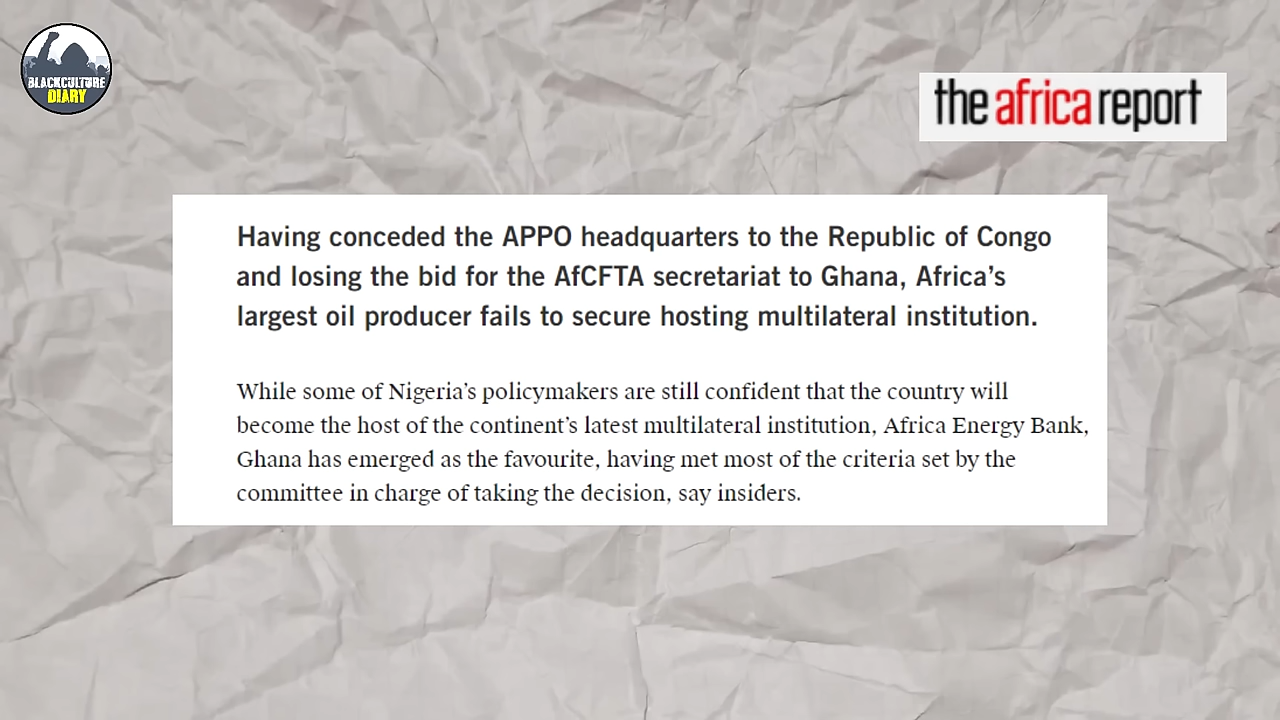 BLACKCULTURE
DIARY
the africa report
Having conceded the APPO headquarters to the Republic of Congo
and losing the bid for the AfCFTA secretariat to Ghana, Africa’s
largest oil producer fails to secure hosting multilateral institution.
While some of Nigeria’s policymakers are still confident that the country will
become the host of the continent’s latest multilateral institution, Africa Energy Bank,
Ghana has emerged as the favourite, having met most of the criteria set by the
committee in charge of taking the decision, say insiders.